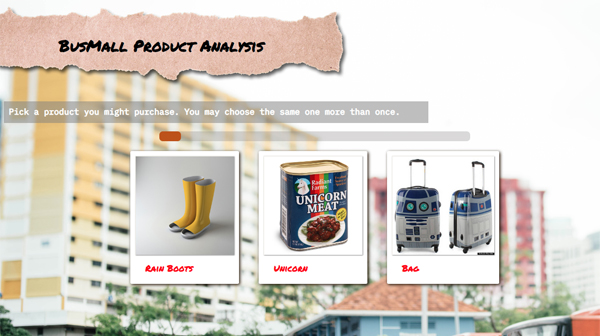 BusMall Product Analysis
Pick a product you might purchase. You may choose the same one more than once.
Radiant
Farms
UNICORN
MEAT
Rain Boots
Unicorn
Bag